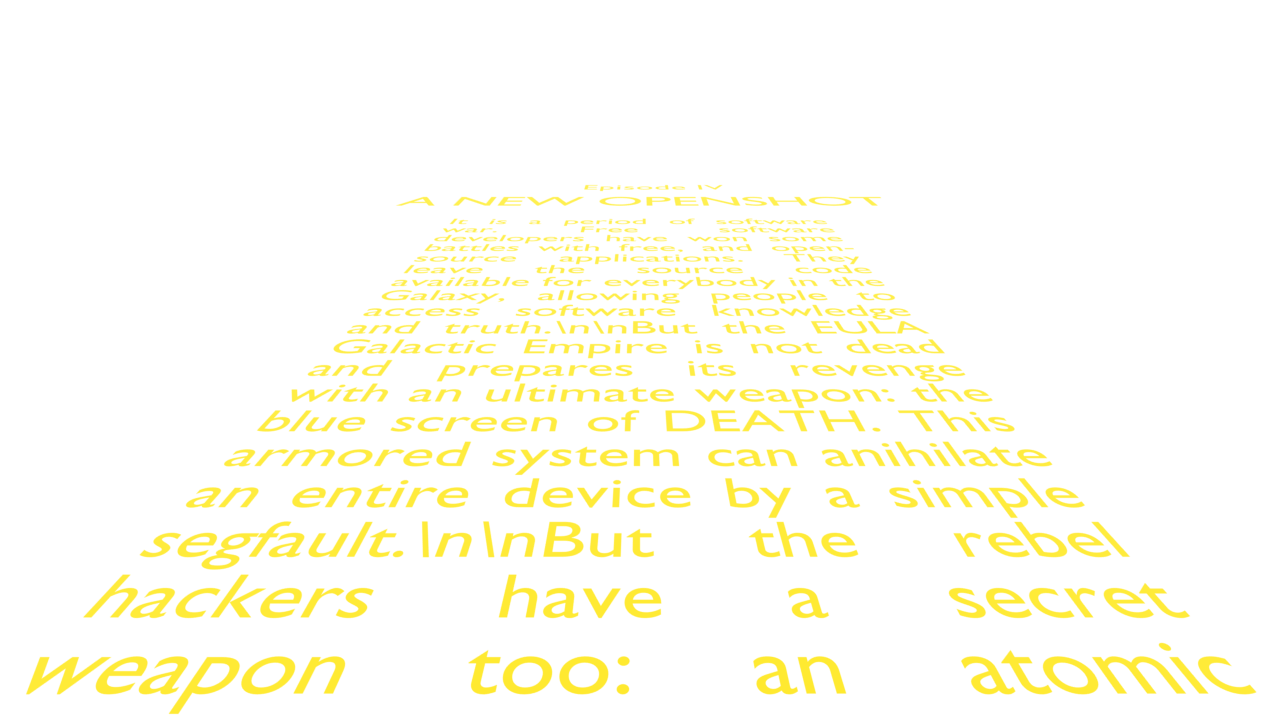 Episode IV
A NEW OPENSHOT
It is a period of software
war. Free software
developers have won some
battles with free, and open-
source applications. They
leave the source code
available for everybody in the
Galaxy, allowing people to
access software knowledge
and truth.\n\nBut the EULA
Galactic Empire is not dead
and prepares its revenge
with an ultimate weapon: the
blue screen of DEATH. This
armored system can anihilate
an entire device by a simple
segfault.\n\nBut the rebel
hackers have a secret
weapon too: an atomic